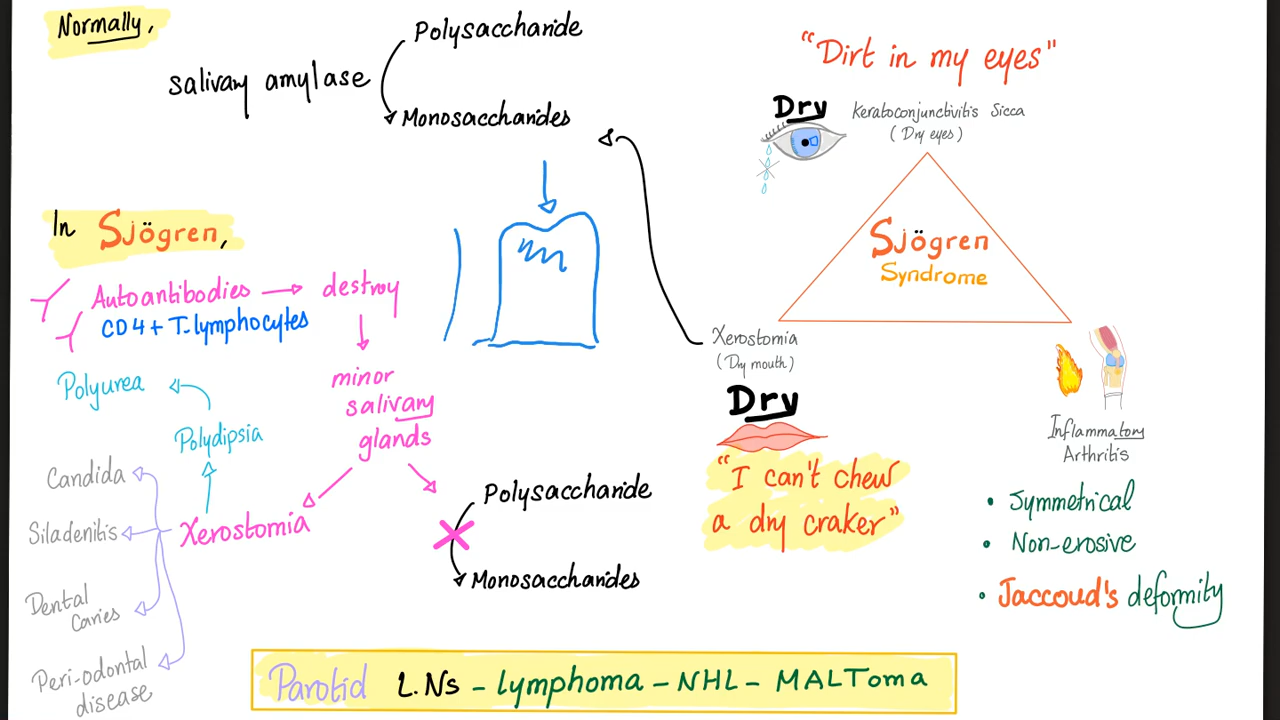 Normally,
Polysaccharide
salivary amylase
Monosaccharides
"Dirt in my eyes"
Dry
Keratoconjunctivitis Sicca
(Dry eyes)
Sjögren
Syndrome
In Sjögren,
Autoantibodies → destroy
CD4+ T-lymphocytes
minor
salivary
glands
Polyurea
Polydipsia
Candida
Siladenitis
Xerostomia
Dental
Caries
Peri-odontal
disease
Polysaccharide
Monosaccharides
Xerostomia
(Dry mouth)
Dry
"I can't chew
a dry craker"
Inflammatory
Arthritis
• Symmetrical
• Non-erosive
• Jaccoud's deformity
Parotid L.Ns - lymphoma - NHL - MALToma